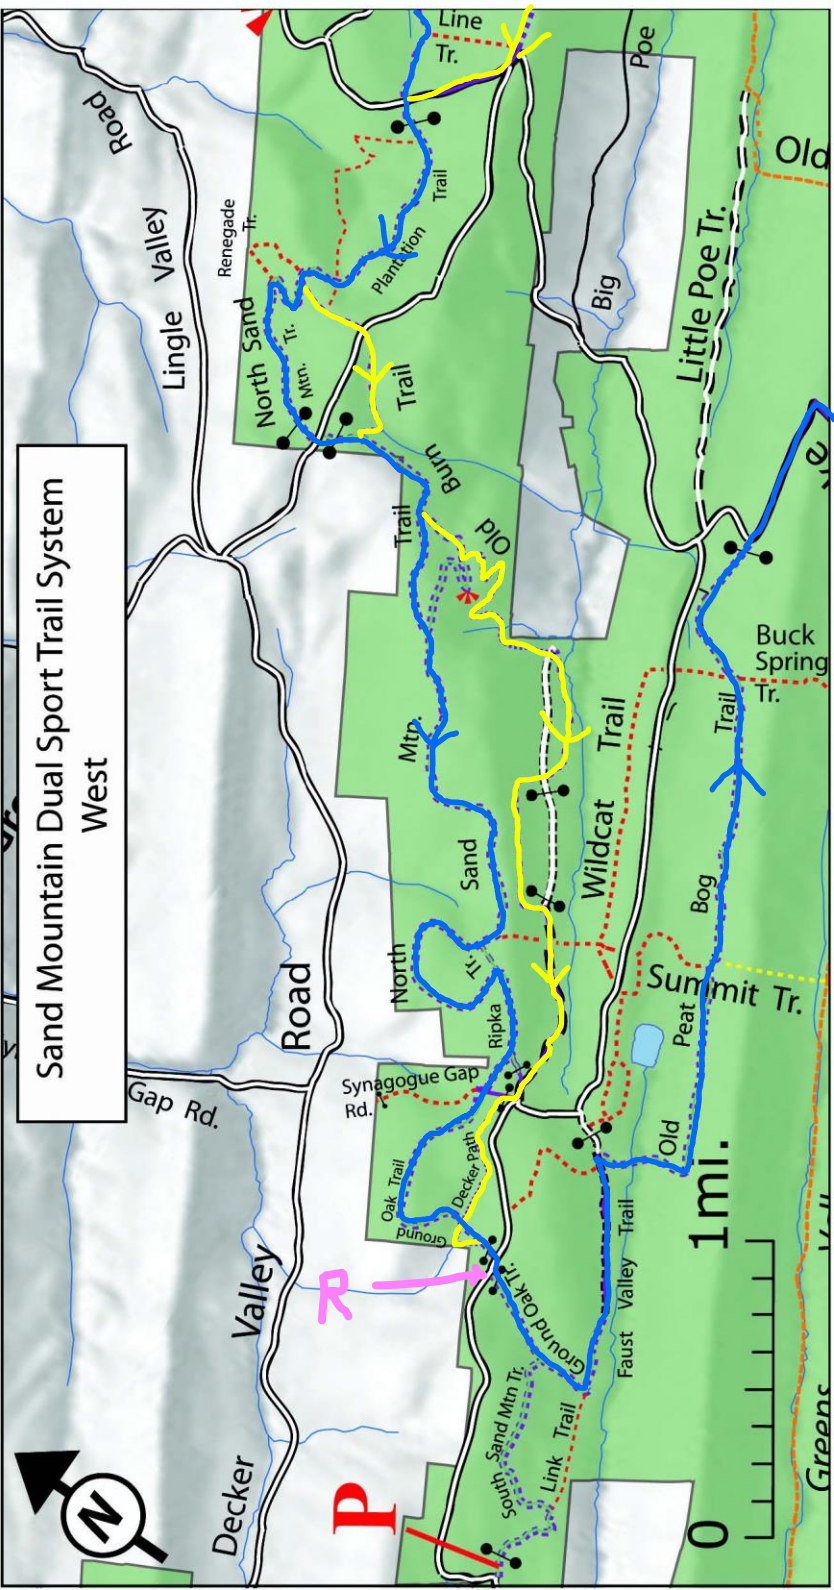 Sand Mountain Dual Sport Trail System
West
Line
Tr.
Poe
Old
Road
Trail
Renegade
Tr.
Plantation
Lingle Valley
North Sand
Mtn.
Tr.
Big
Little Poe Tr.
Trail
Burn
Trail
Old
Buck
Spring
Tr.
Trail
Mtn.
Trail
Wildcat
Sand
Bog
North
Tr.
Summit Tr.
Road
Ripka
Peat
Gap Rd.
Synagogue Gap
Rd.
Oak Trail
Decker Path
Old
Ground
1mi.
Trail
Valley
R
Ground Oak Tr.
Valley
Faust
South Sand Mtn Tr.
Link Trail
Greens
P
Decker
N
0